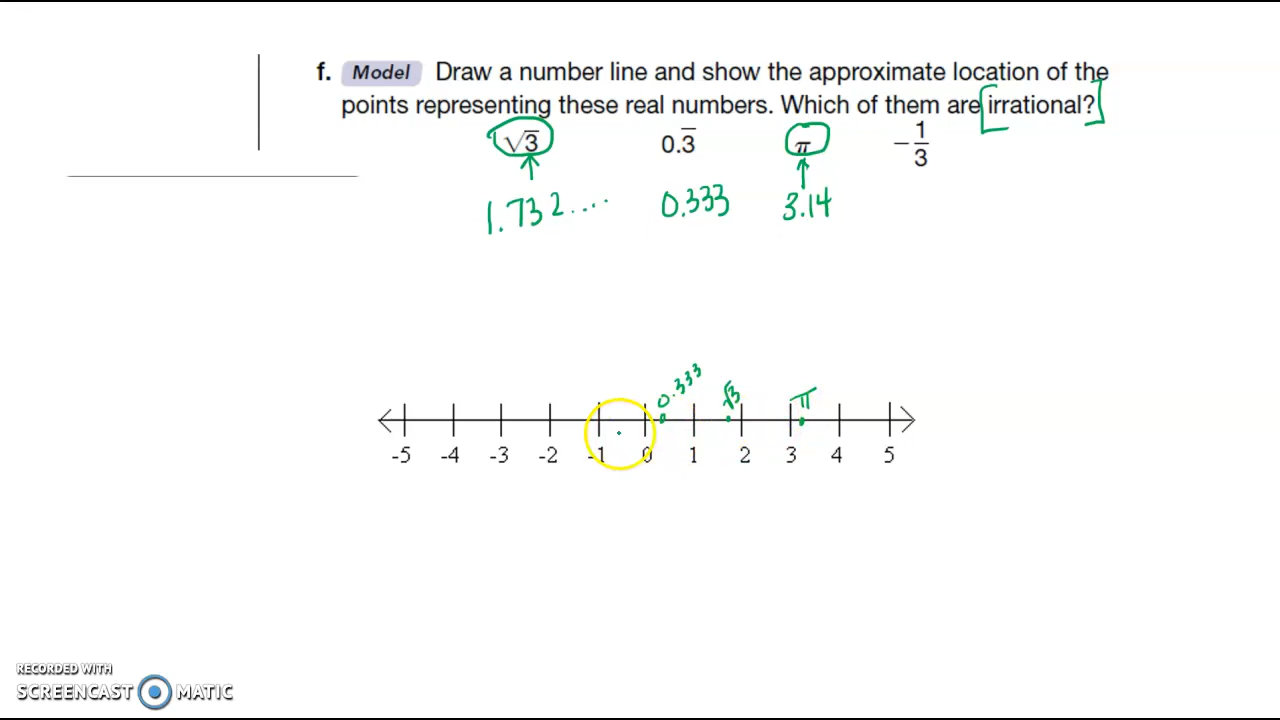 f. Model Draw a number line and show the approximate location of the
points representing these real numbers. Which of them are [irrational?]
√3 0.3̅ π -1/3
1.732.... 0.333 3.14
0.333 √3 π
-5 -4 -3 -2 -1 0 1 2 3 4 5
RECORDED WITH
SCREENCAST MATIC